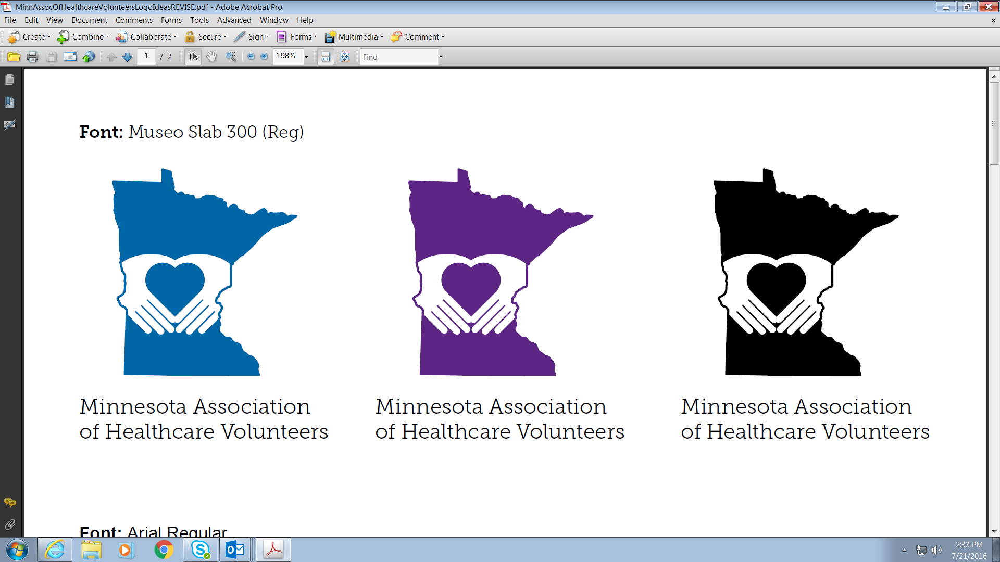 MinnAssocOfHealthcareVolunteersLogoIdeasREVISE.pdf - Adobe Acrobat Pro
File Edit View Document Comments Forms Tools Advanced Window Help
Create Combine Collaborate Secure Sign Forms Multimedia Comment
1 / 2 198% Find
Font: Museo Slab 300 (Reg)
Minnesota Association
of Healthcare Volunteers
Minnesota Association
of Healthcare Volunteers
Minnesota Association
of Healthcare Volunteers
Font: Arial Regular
2:33 PM
7/21/2016